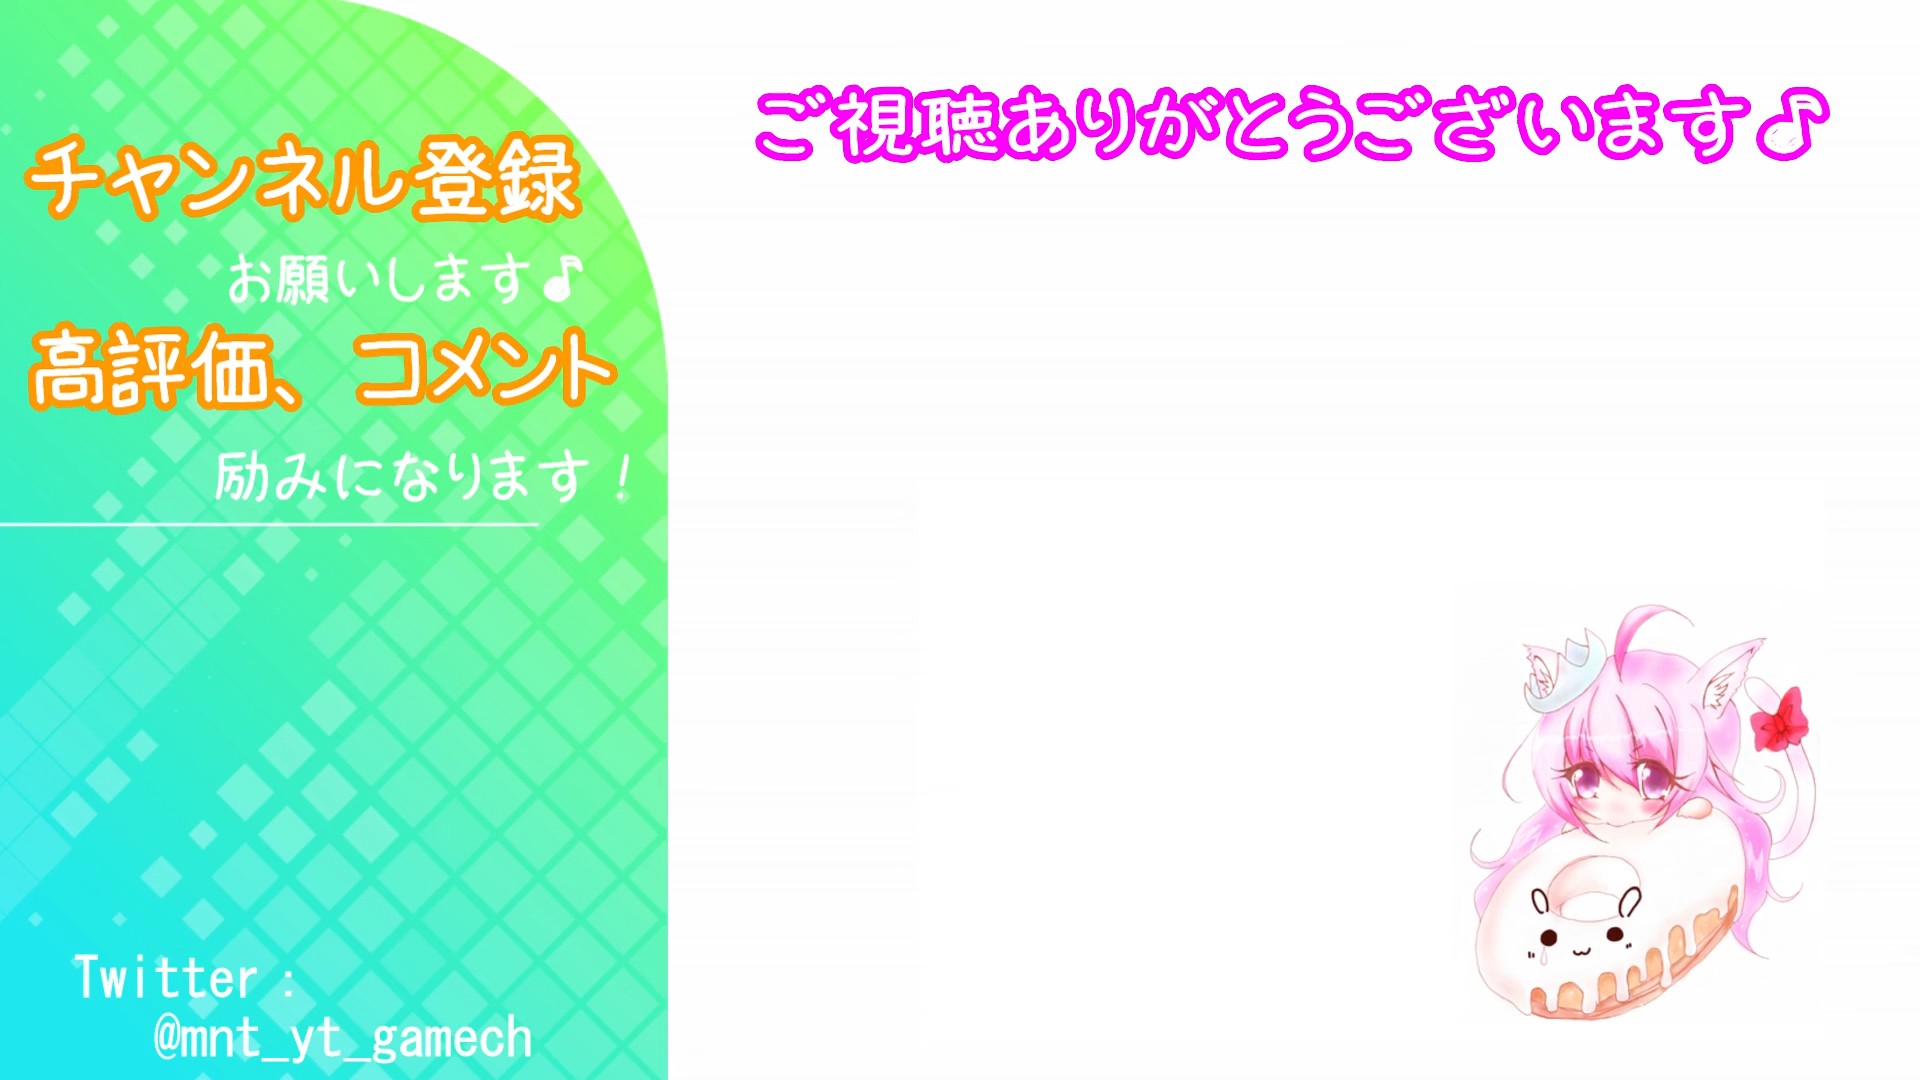 チャンネル登録
お願いします♪
高評価、コメント
励みになります！
Twitter：
@mnt_yt_gamech
ご視聴ありがとうございます♪